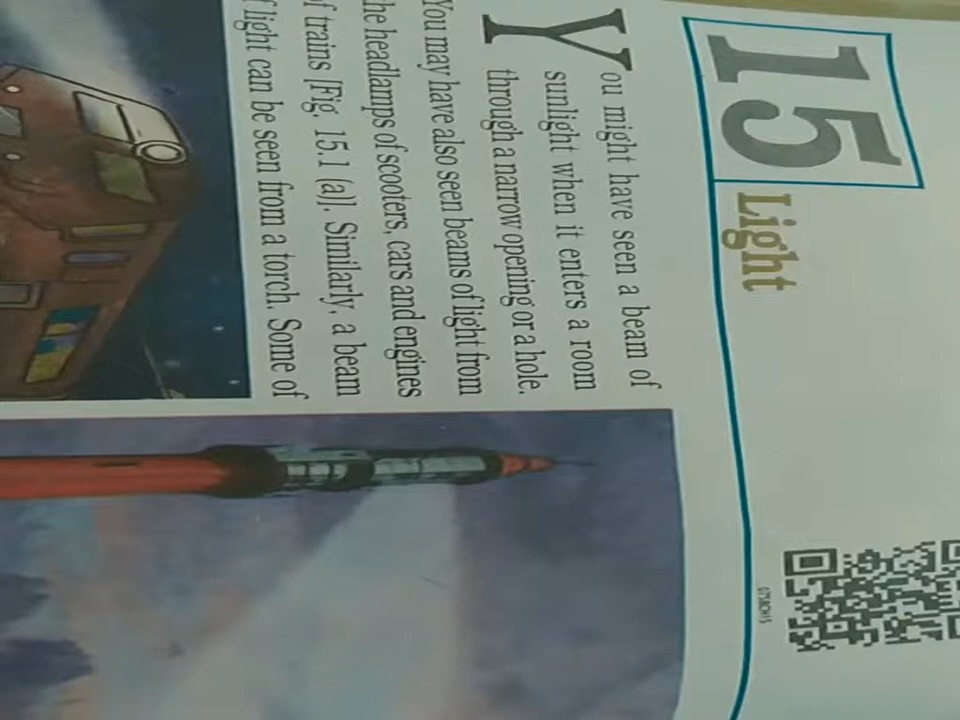 15
Light
You might have seen a beam of
sunlight when it enters a room
through a narrow opening or a hole.
You may have also seen beams of light from
the headlamps of scooters, cars and engines
of trains [Fig. 15.1 (a)]. Similarly, a beam
of light can be seen from a torch. Some of